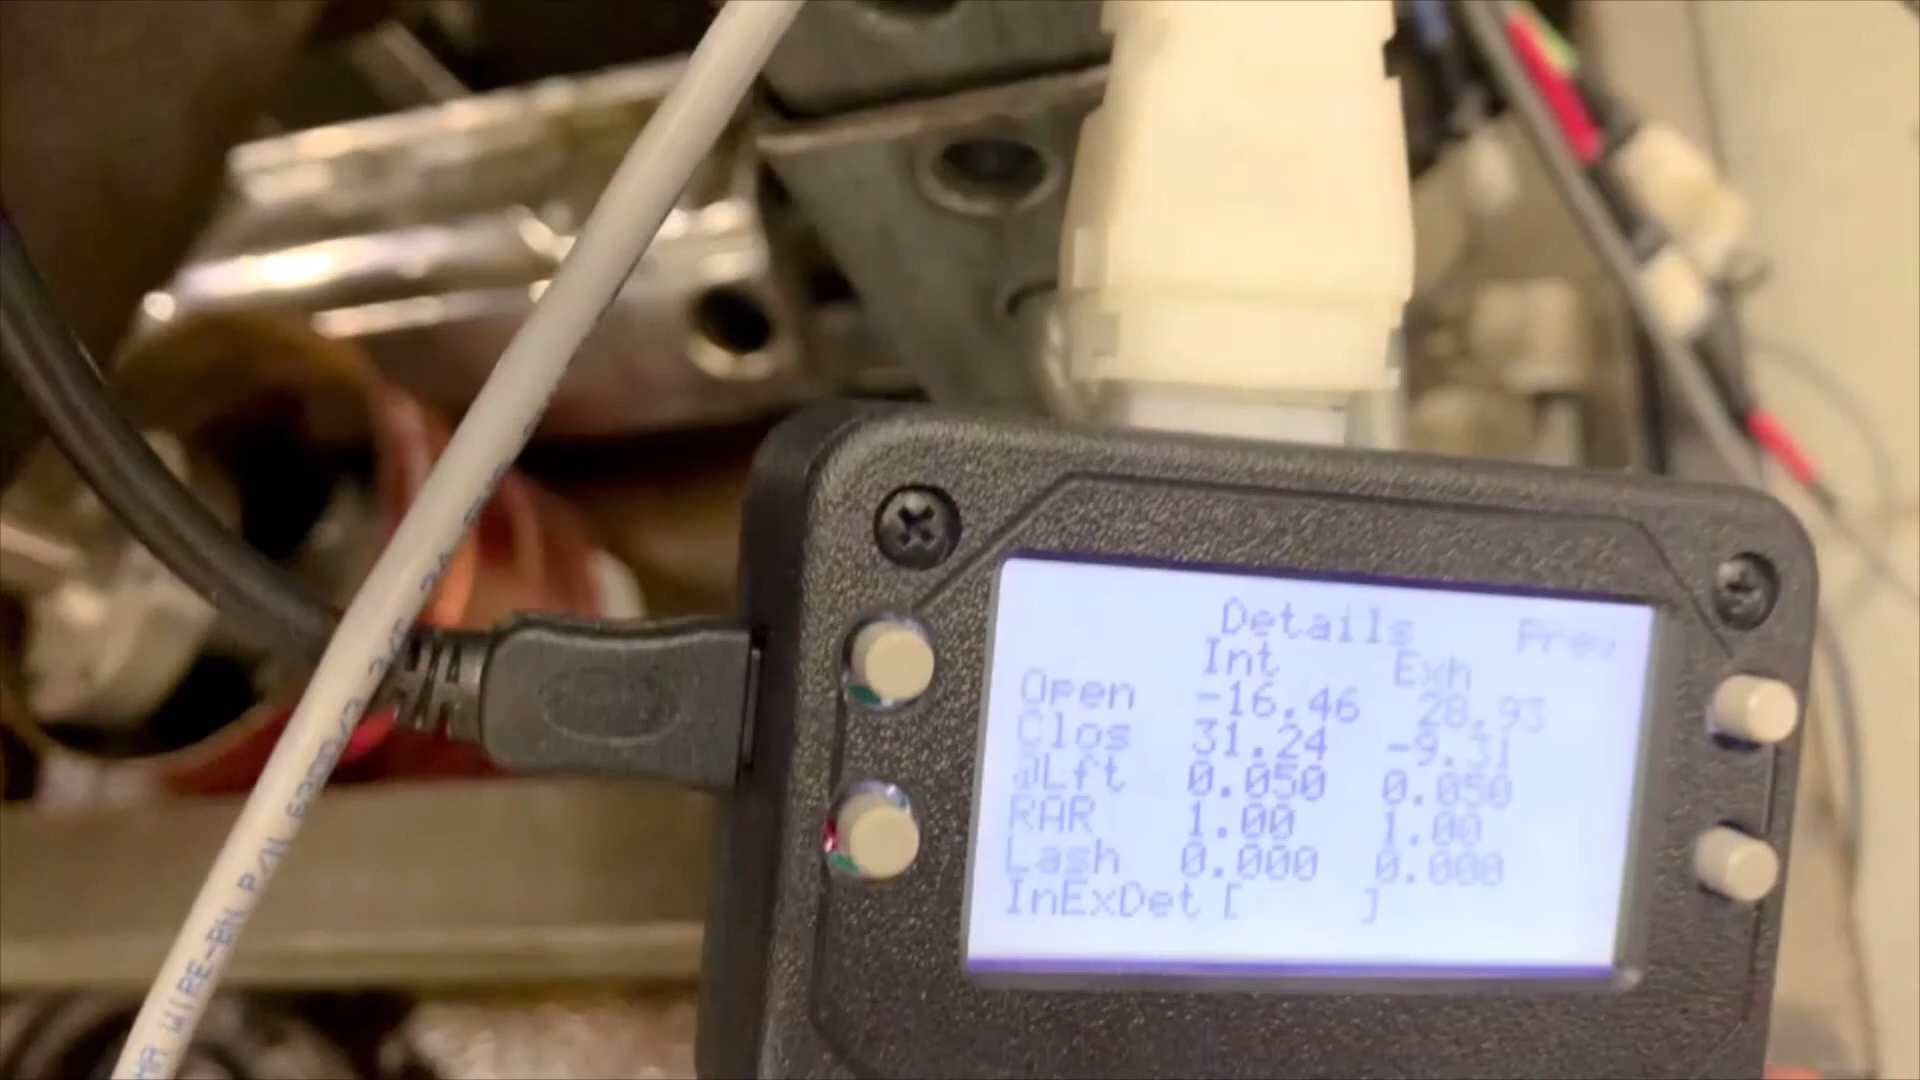 Details Prev
Int Exh
Open -16.46 28.93
Clos 31.24 -9.31
@Lft 0.050 0.050
RAR 1.00 1.00
Lash 0.000 0.000
InExDet [ ]